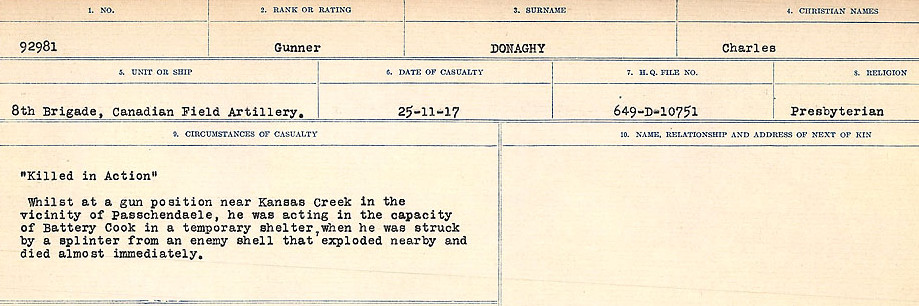 1. NO. 2. RANK OR RATING 3. SURNAME 4. CHRISTIAN NAMES
92981 Gunner DONAGHY Charles
5. UNIT OR SHIP 6. DATE OF CASUALTY 7. H.Q. FILE NO. 8. RELIGION
8th Brigade, Canadian Field Artillery. 25-11-17 649-D-10751 Presbyterian
9. CIRCUMSTANCES OF CASUALTY
"Killed in Action"
Whilst at a gun position near Kansas Creek in the
vicinity of Passchendaele, he was acting in the capacity
of Battery Cook in a temporary shelter, when he was struck
by a splinter from an enemy shell that exploded nearby and
died almost immediately.
10. NAME, RELATIONSHIP AND ADDRESS OF NEXT OF KIN